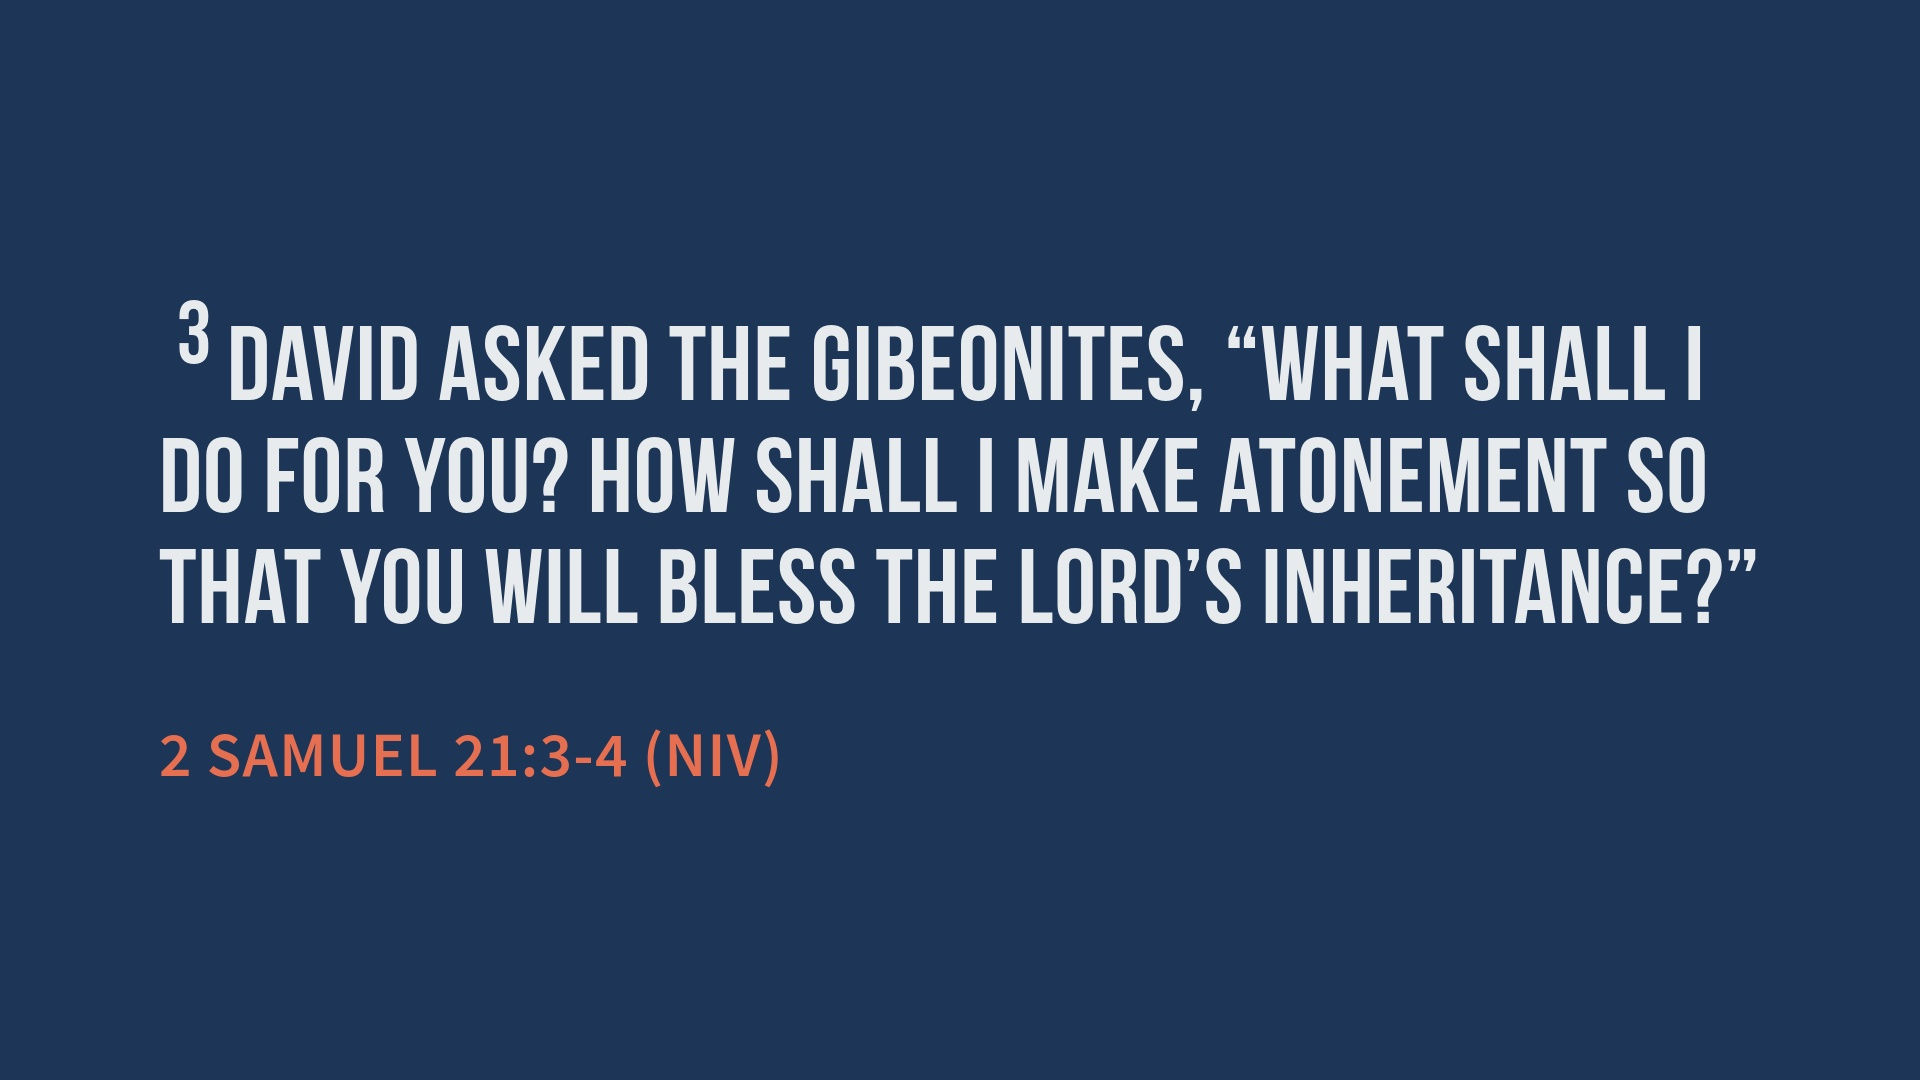 3 DAVID ASKED THE GIBEONITES, “WHAT SHALL I
DO FOR YOU? HOW SHALL I MAKE ATONEMENT SO
THAT YOU WILL BLESS THE LORD’S INHERITANCE?”
2 SAMUEL 21:3-4 (NIV)